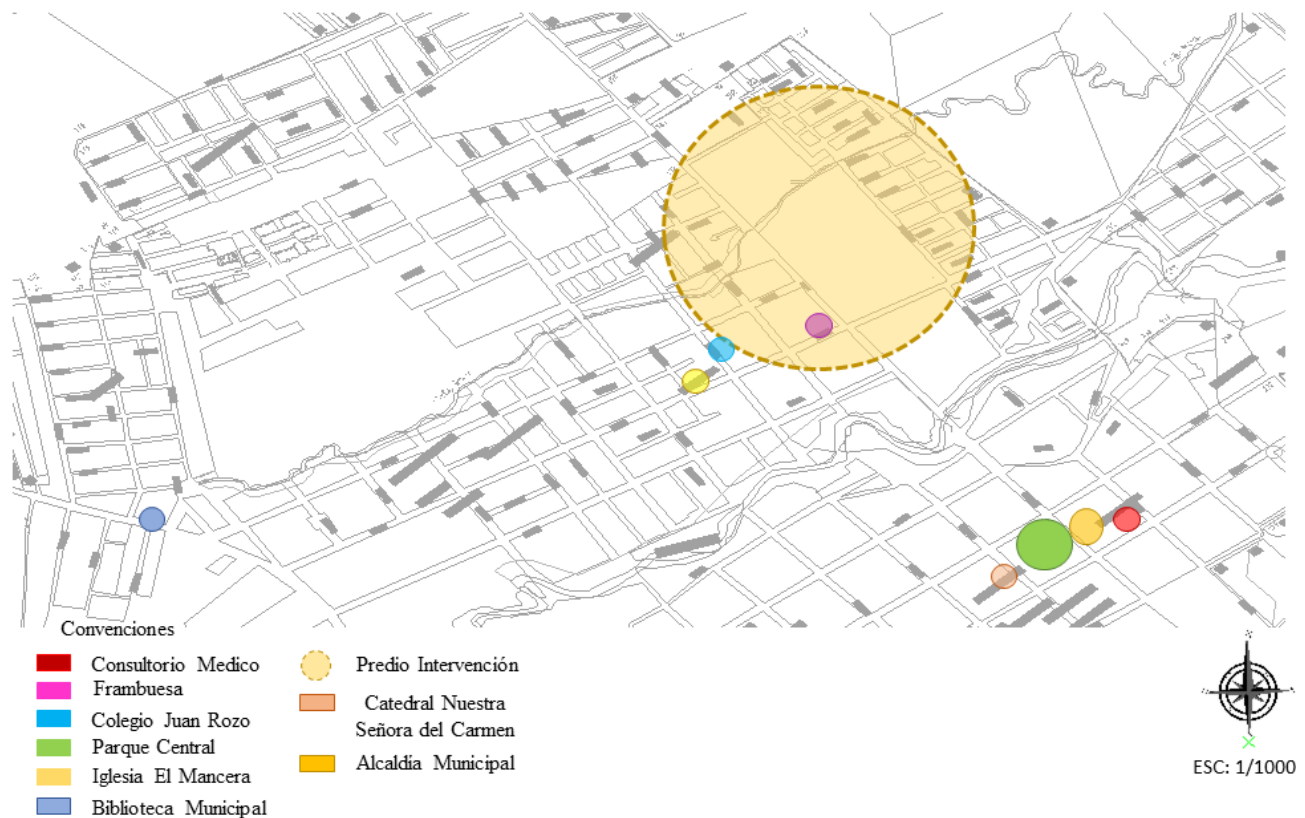 Convenciones
Consultorio Medico
Frambuesa
Colegio Juan Rozo
Parque Central
Iglesia El Mancera
Biblioteca Municipal
Predio Intervención
Catedral Nuestra
Señora del Carmen
Alcaldía Municipal
ESC: 1/1000